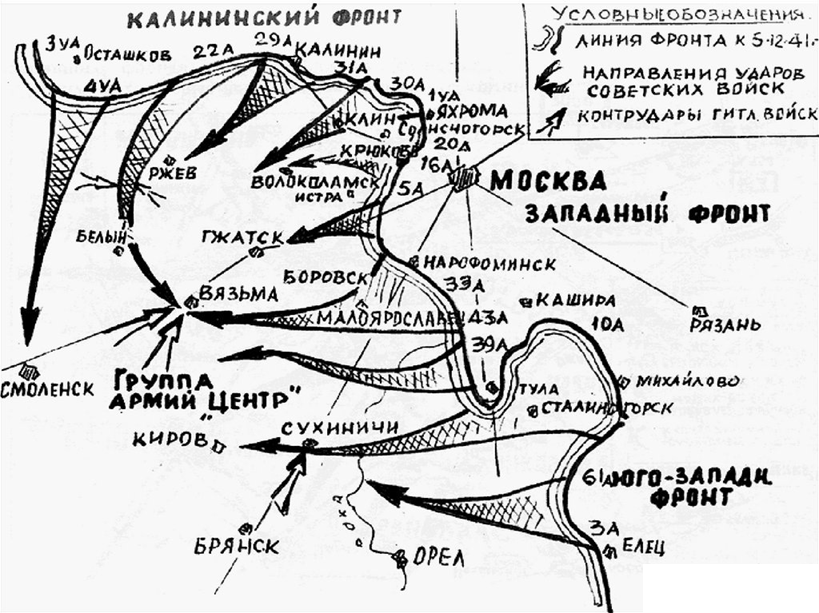 КАЛИНИНСКИЙ ФРОНТ
УСЛОВНЫЕ ОБОЗНАЧЕНИЯ.
ЛИНИЯ ФРОНТА К 5·12·41г.
НАПРАВЛЕНИЯ УДАРОВ
СОВЕТСКИХ ВОЙСК
КОНТРУДАРЫ ГИТЛ. ВОЙСК
3УА
ОСТАШКОВ
22А
29А
КАЛИНИН
4УА
31А
30А
1УА
ЯХРОМА
КЛИН
СОЛНСНОГОРСК
20А
КРЮКОВО
16А
РЖЕВ
ВОЛОКОЛАМСК
ИСТРА
5А
МОСКВА
ЗАПАДНЫЙ ФРОНТ
БЕЛЫЙ
ГЖАТСК
НАРОФОМИНСК
БОРОВСК
33А
ВЯЗЬМА
КАШИРА
МАЛОЯРОСЛАВЕЦ
43А
10А
РЯЗАНЬ
39А
СМОЛЕНСК
ГРУППА
АРМИЙ "ЦЕНТР"
ТУЛА
МИХАЙЛОВО
СТАЛИНОГОРСК
КИРОВ
СУХИНИЧИ
61А
ЮГО-ЗАПАДН.
ФРОНТ
Р.ОКА
3А
БРЯНСК
ОРЕЛ
ЕЛЕЦ